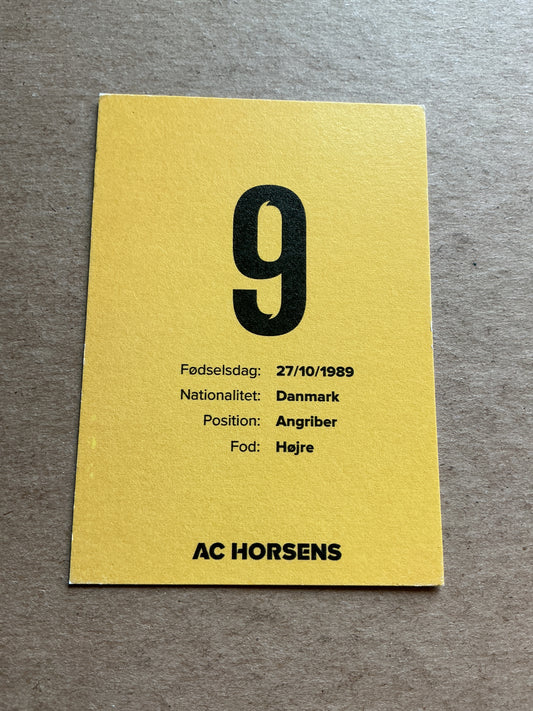 9
Fødselsdag: 27/10/1989
Nationalitet: Danmark
Position: Angriber
Fod: Højre
AC HORSENS